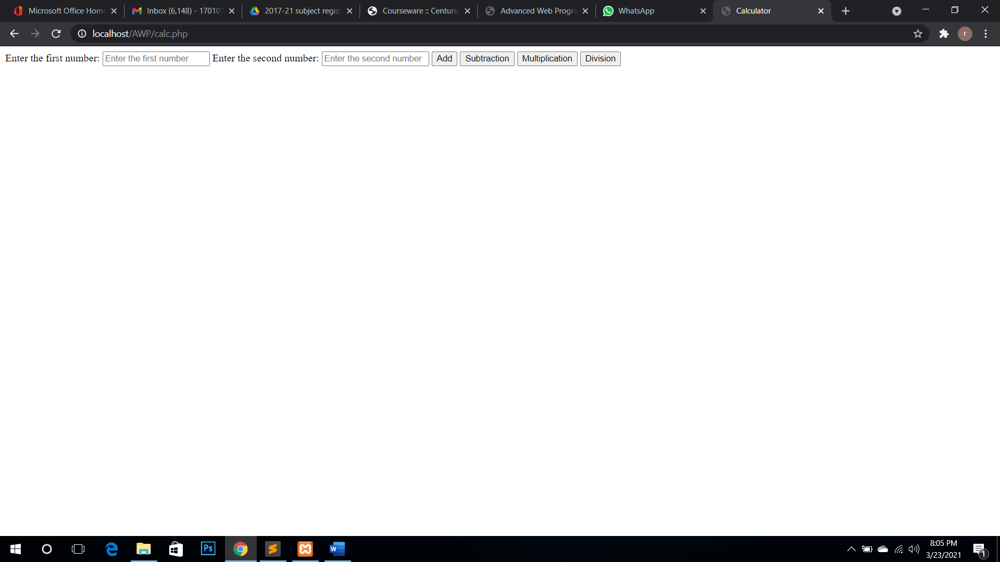 Microsoft Office Home
Inbox (6,148) - 170101
2017-21 subject regist
Courseware :: Centurio
Advanced Web Progra
WhatsApp
Calculator
localhost/AWP/calc.php
r
Enter the first number: Enter the first number Enter the second number: Enter the second number Add Subtraction Multiplication Division
Ps
W
8:05 PM
3/23/2021
1